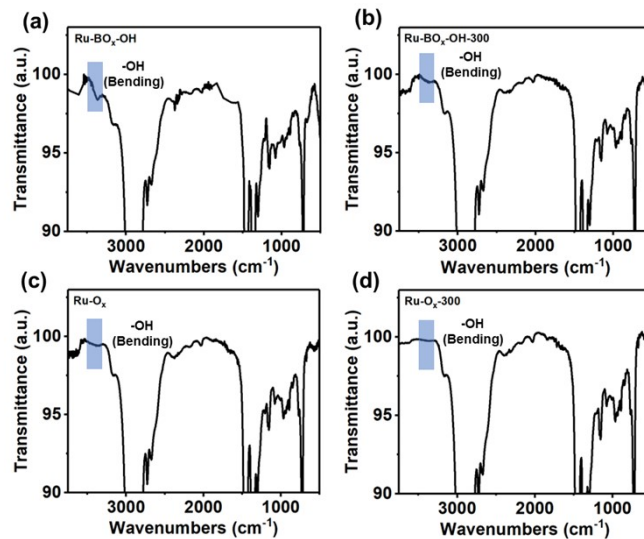 (a)
Ru-BOx-OH
-OH
(Bending)
100
95
90
Transmittance (a.u.)
3000 2000 1000
Wavenumbers (cm-1)
(b)
Ru-BOx-OH-300
-OH
(Bending)
100
95
90
Transmittance (a.u.)
3000 2000 1000
Wavenumbers (cm-1)
(c)
Ru-Ox
-OH
(Bending)
100
95
90
Transmittance (a.u.)
3000 2000 1000
Wavenumbers (cm-1)
(d)
Ru-Ox-300
-OH
(Bending)
100
95
90
Transmittance (a.u.)
3000 2000 1000
Wavenumbers (cm-1)